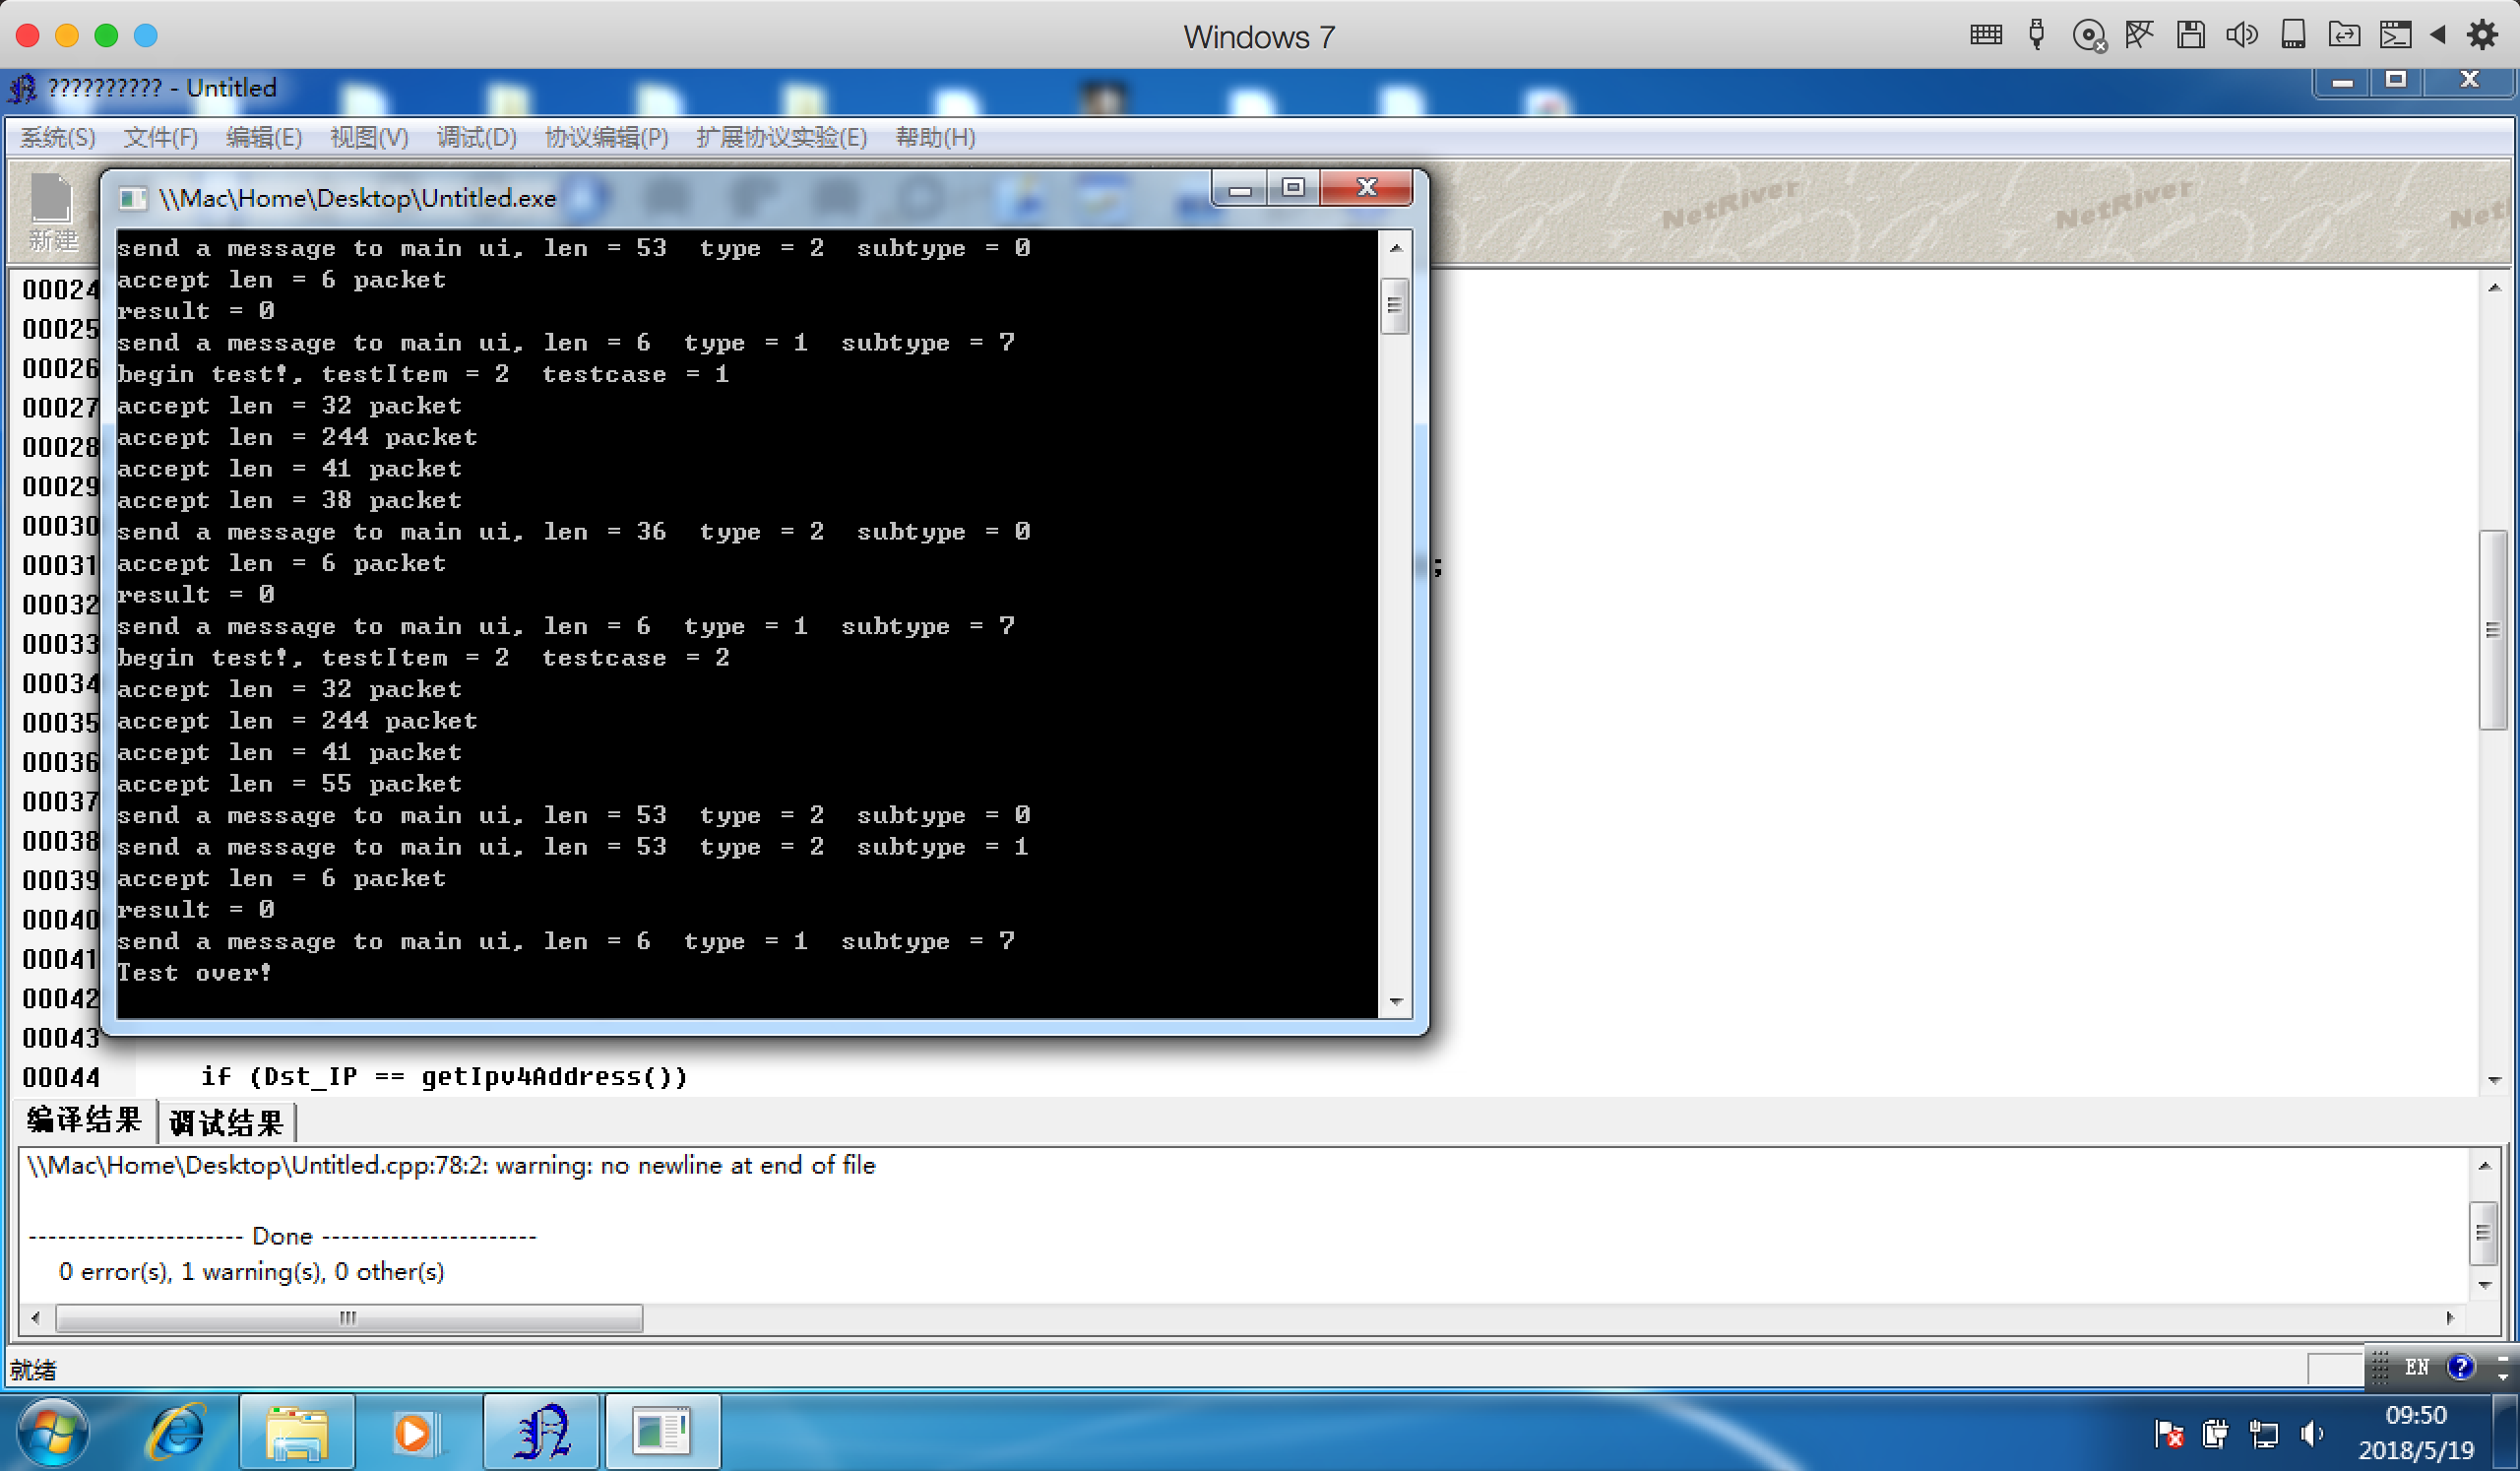 Windows 7
?????????? - Untitled
系统(S) 文件(F) 编辑(E) 视图(V) 调试(D) 协议编辑(P) 扩展协议实验(E) 帮助(H)
新建
NetRiver NetRiver
\\Mac\Home\Desktop\Untitled.exe
send a message to main ui, len = 53  type = 2  subtype = 0
accept len = 6 packet
result = 0
send a message to main ui, len = 6  type = 1  subtype = 7
begin test!, testItem = 2  testcase = 1
accept len = 32 packet
accept len = 244 packet
accept len = 41 packet
accept len = 38 packet
send a message to main ui, len = 36  type = 2  subtype = 0
accept len = 6 packet
result = 0
send a message to main ui, len = 6  type = 1  subtype = 7
begin test!, testItem = 2  testcase = 2
accept len = 32 packet
accept len = 244 packet
accept len = 41 packet
accept len = 55 packet
send a message to main ui, len = 53  type = 2  subtype = 0
send a message to main ui, len = 53  type = 2  subtype = 1
accept len = 6 packet
result = 0
send a message to main ui, len = 6  type = 1  subtype = 7
Test over!
00024
00025
00026
00027
00028
00029
00030
00031 ;
00032
00033
00034
00035
00036
00037
00038
00039
00040
00041
00042
00043
00044 if (Dst_IP == getIpv4Address())
编译结果 调试结果
\\Mac\Home\Desktop\Untitled.cpp:78:2: warning: no newline at end of file
---------------------- Done ----------------------
0 error(s), 1 warning(s), 0 other(s)
就绪
EN
09:50
2018/5/19